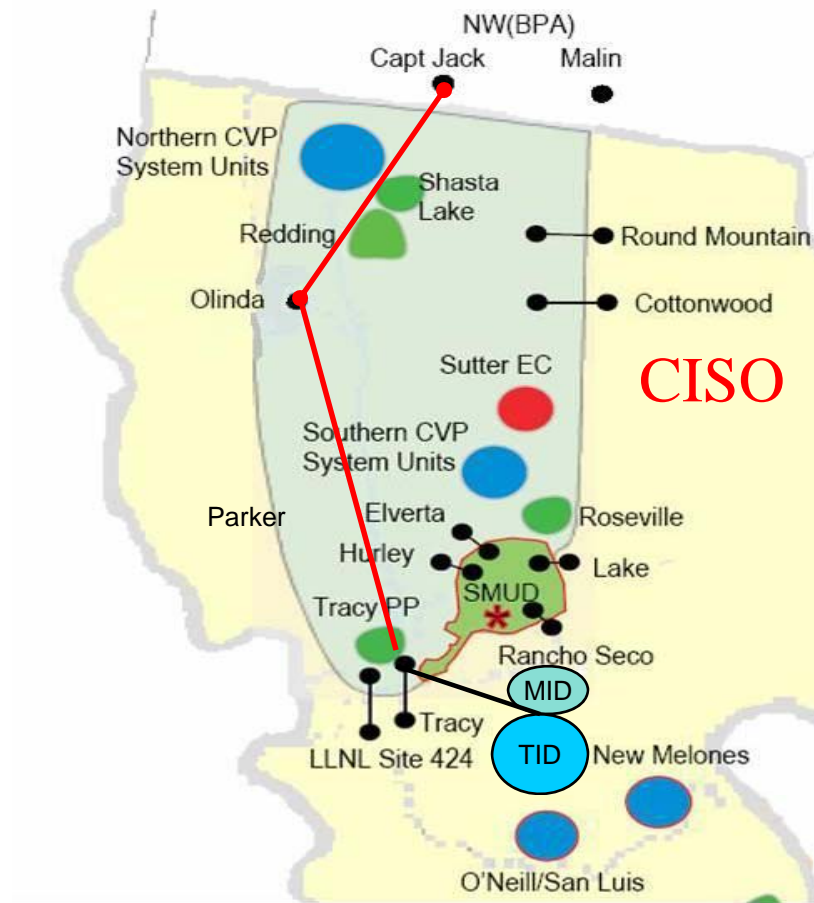 NW(BPA)
Capt Jack
Malin
Northern CVP
System Units
Shasta
Lake
Redding
Round Mountain
Olinda
Cottonwood
Sutter EC
CISO
Southern CVP
System Units
Parker
Elverta
Roseville
Hurley
Lake
SMUD
*
Tracy PP
Rancho Seco
MID
Tracy
LLNL Site 424
TID
New Melones
O'Neill/San Luis